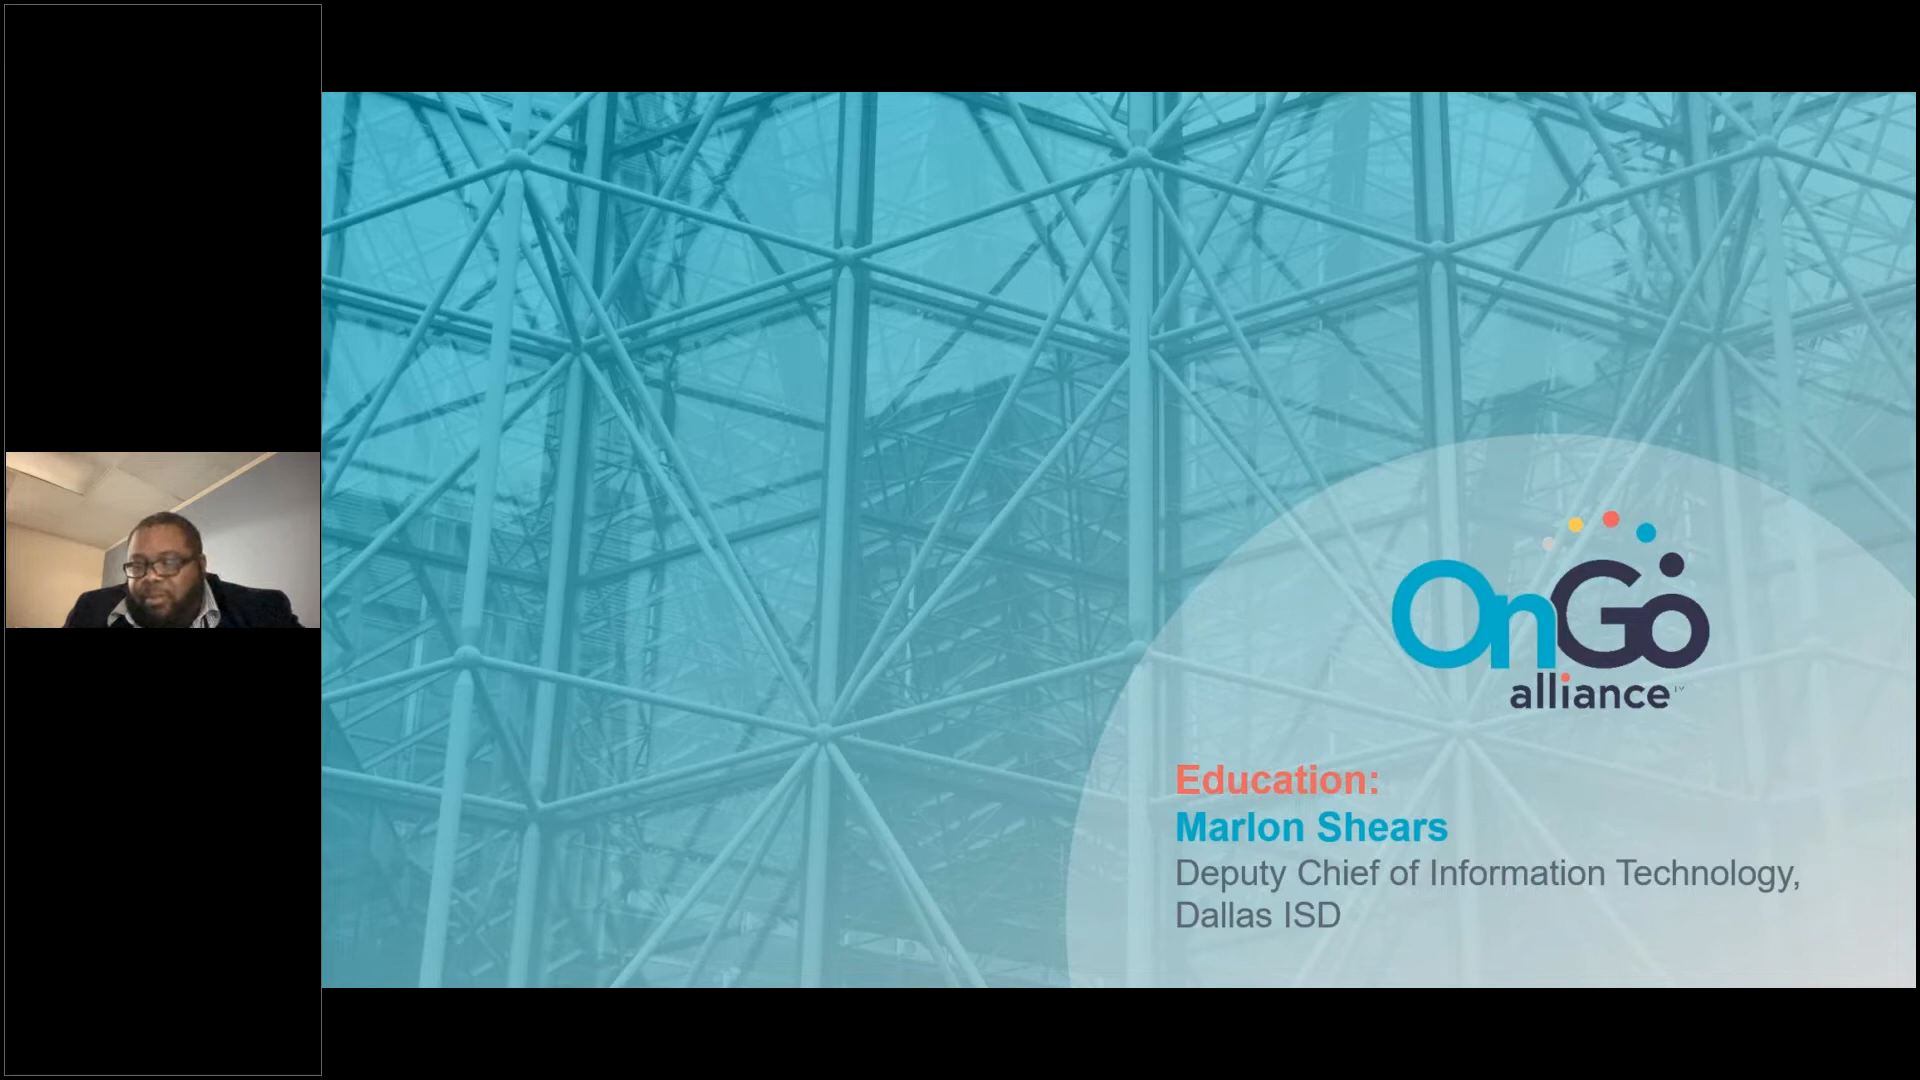 OnGo
alliance
Education:
Marlon Shears
Deputy Chief of Information Technology,
Dallas ISD